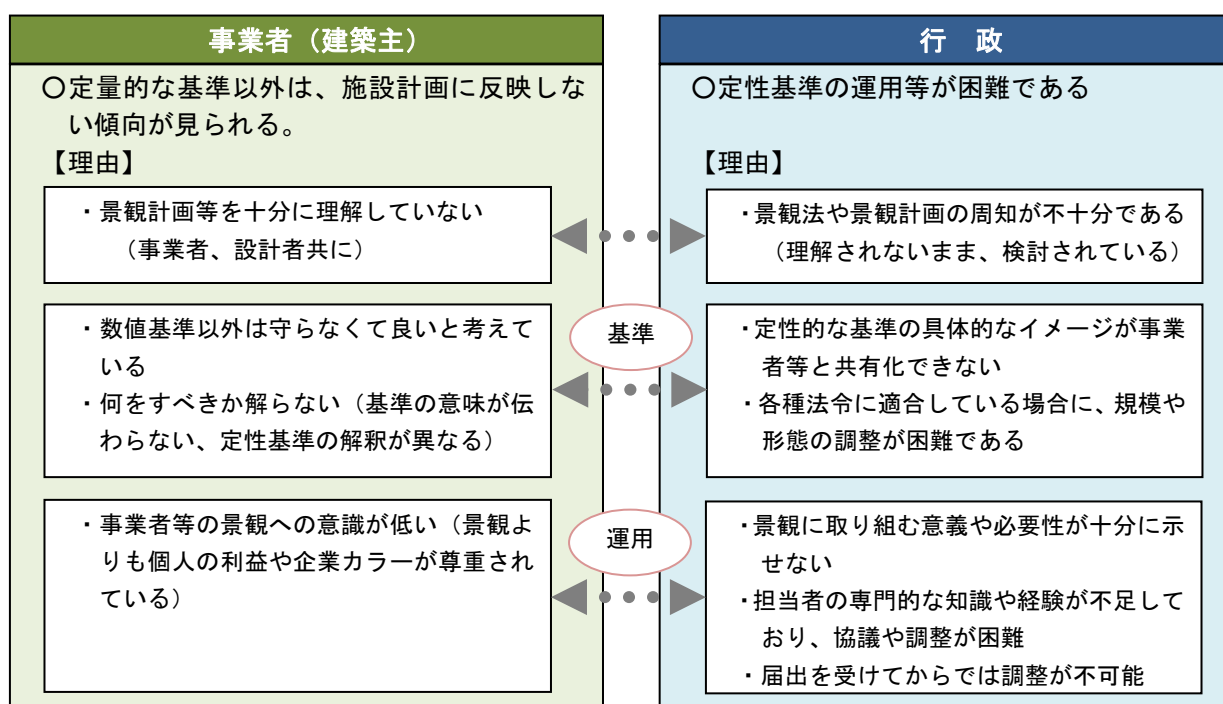 事業者（建築主）
〇定量的な基準以外は、施設計画に反映しな
い傾向が見られる。
【理由】
・景観計画等を十分に理解していない
（事業者、設計者共に）
・数値基準以外は守らなくて良いと考えて
いる
・何をすべきか解らない（基準の意味が伝
わらない、定性基準の解釈が異なる）
・事業者等の景観への意識が低い（景観よ
りも個人の利益や企業カラーが尊重され
ている）
基準
運用
行　政
〇定性基準の運用等が困難である
【理由】
・景観法や景観計画の周知が不十分である
（理解されないまま、検討されている）
・定性的な基準の具体的なイメージが事業
者等と共有化できない
・各種法令に適合している場合に、規模や
形態の調整が困難である
・景観に取り組む意義や必要性が十分に示
せない
・担当者の専門的な知識や経験が不足して
おり、協議や調整が困難
・届出を受けてからでは調整が不可能